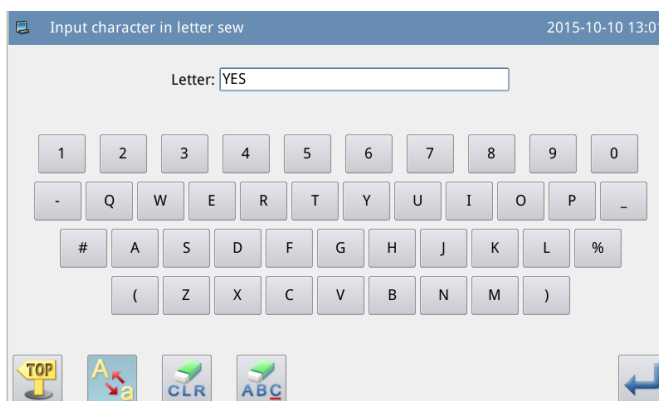 Input character in letter sew 2015-10-10 13:01
Letter: YES
1 2 3 4 5 6 7 8 9 0
- Q W E R T Y U I O P _
# A S D F G H J K L %
( Z X C V B N M )
TOP A a CLR ABC